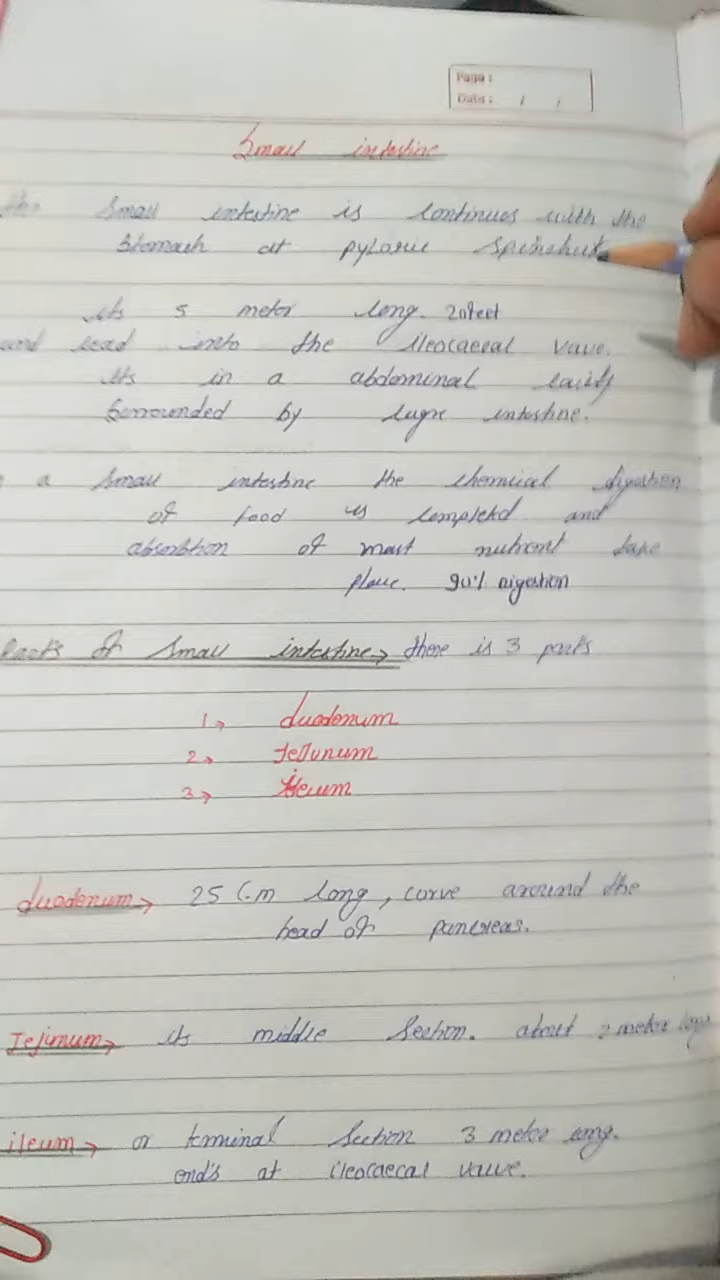 Page :
Date : / /
Small intestine
the Small intestine is continues with the
Stomach at pyloric
its 5 meter long. 20feet
and lead into the ileocaecal vave.
its in a abdominal cavity
Surrounded by large intestine.
a Small intestine the chemical digestion
of food is completed and
absorbtion of most nutrient take
place. 90% digestion
Parts of Small intestine→ there is 3 parts
1→ duodenum
2→ Jejunum
3→ ileum
duodenum→ 25 C.m long, corve around the
head of pancreas.
Jejinum→ its middle Section. about 2 meter long
ileum→ or terminal Section 3 meter long.
end's at ileocaecal valve.